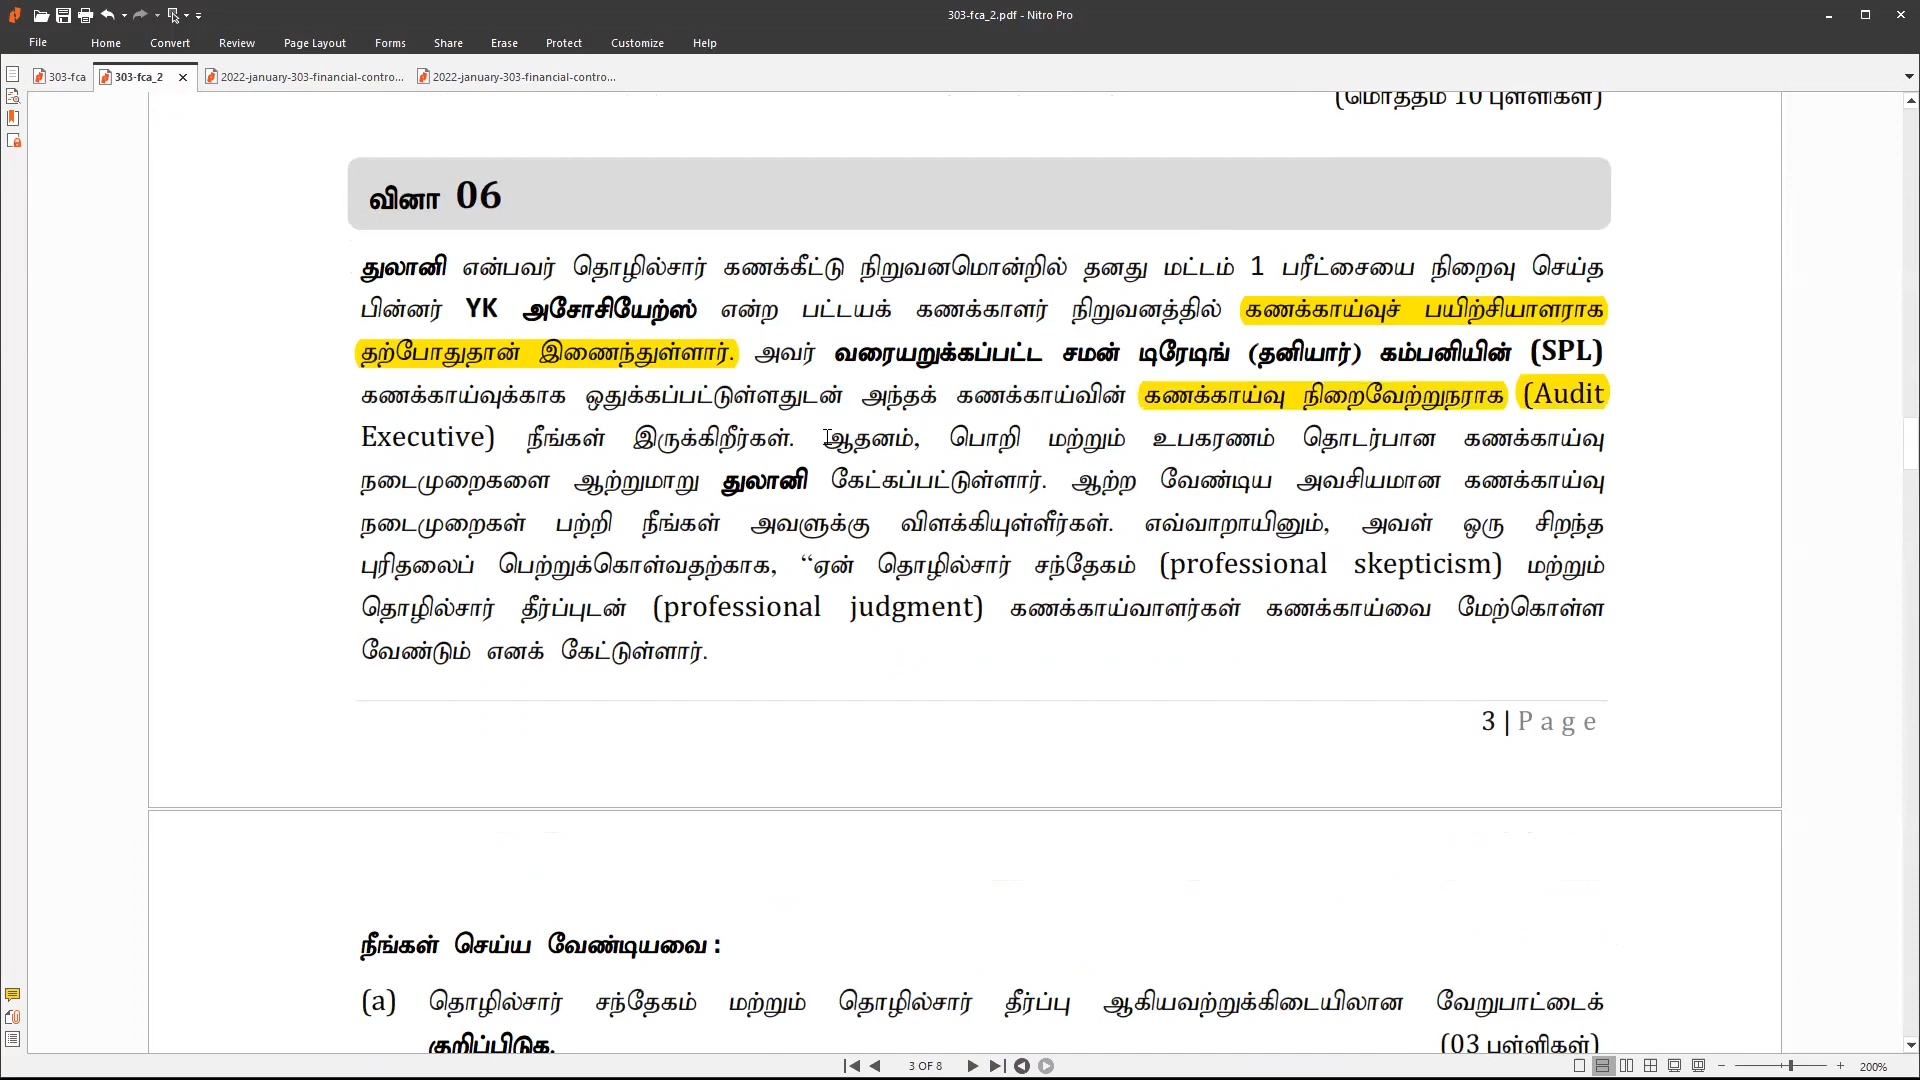 303-fca_2.pdf - Nitro Pro
File Home Convert Review Page Layout Forms Share Erase Protect Customize Help
303-fca 303-fca_2 2022-january-303-financial-contro... 2022-january-303-financial-contro...
(மொத்தம் 10 புள்ளிகள்)
வினா 06
துலானி என்பவர் தொழில்சார் கணக்கீட்டு நிறுவனமொன்றில் தனது மட்டம் 1 பரீட்சையை நிறைவு செய்த
பின்னர் YK அசோசியேற்ஸ் என்ற பட்டயக் கணக்காளர் நிறுவனத்தில் கணக்காய்வுச் பயிற்சியாளராக
தற்போதுதான் இணைந்துள்ளார். அவர் வரையறுக்கப்பட்ட சமன் டிரேடிங் (தனியார்) கம்பனியின் (SPL)
கணக்காய்வுக்காக ஒதுக்கப்பட்டுள்ளதுடன் அந்தக் கணக்காய்வின் கணக்காய்வு நிறைவேற்றுநராக (Audit
Executive) நீங்கள் இருக்கிறீர்கள். ஆதனம், பொறி மற்றும் உபகரணம் தொடர்பான கணக்காய்வு
நடைமுறைகளை ஆற்றுமாறு துலானி கேட்கப்பட்டுள்ளார். ஆற்ற வேண்டிய அவசியமான கணக்காய்வு
நடைமுறைகள் பற்றி நீங்கள் அவளுக்கு விளக்கியுள்ளீர்கள். எவ்வாறாயினும், அவள் ஒரு சிறந்த
புரிதலைப் பெற்றுக்கொள்வதற்காக, “ஏன் தொழில்சார் சந்தேகம் (professional skepticism) மற்றும்
தொழில்சார் தீர்ப்புடன் (professional judgment) கணக்காய்வாளர்கள் கணக்காய்வை மேற்கொள்ள
வேண்டும் எனக் கேட்டுள்ளார்.
3 | Page
நீங்கள் செய்ய வேண்டியவை :
(a) தொழில்சார் சந்தேகம் மற்றும் தொழில்சார் தீர்ப்பு ஆகியவற்றுக்கிடையிலான வேறுபாட்டைக்
குறிப்பிடுக. (03 புள்ளிகள்)
3 OF 8 200%